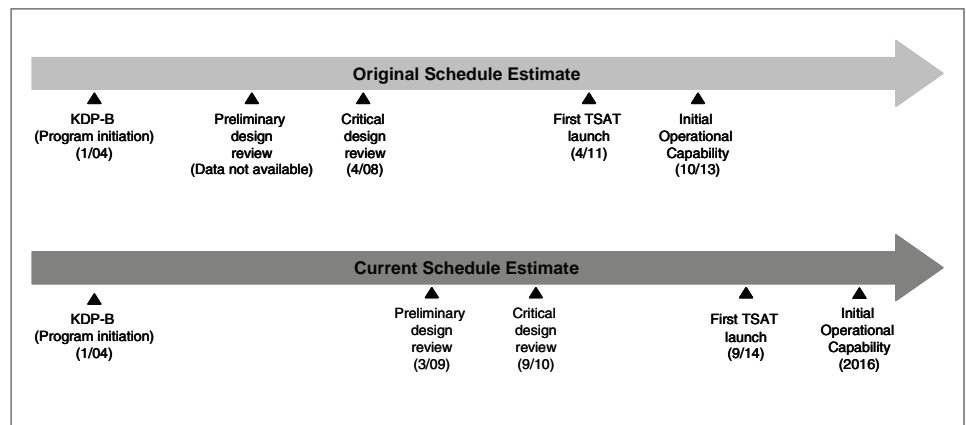 Original Schedule Estimate
KDP-B
(Program initiation)
(1/04)
Preliminary
design
review
(Data not available)
Critical
design
review
(4/08)
First TSAT
launch
(4/11)
Initial
Operational
Capability
(10/13)
Current Schedule Estimate
KDP-B
(Program initiation)
(1/04)
Preliminary
design
review
(3/09)
Critical
design
review
(9/10)
First TSAT
launch
(9/14)
Initial
Operational
Capability
(2016)